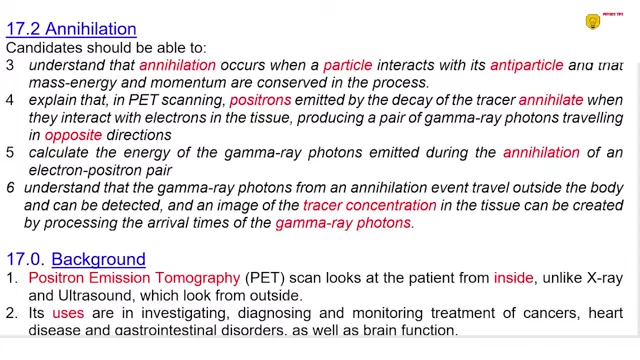 17.2 Annihilation
PHYSICS TIPS
Candidates should be able to:
3 understand that annihilation occurs when a particle interacts with its antiparticle and that
mass-energy and momentum are conserved in the process.
4 explain that, in PET scanning, positrons emitted by the decay of the tracer annihilate when
they interact with electrons in the tissue, producing a pair of gamma-ray photons travelling
in opposite directions
5 calculate the energy of the gamma-ray photons emitted during the annihilation of an
electron-positron pair
6 understand that the gamma-ray photons from an annihilation event travel outside the body
and can be detected, and an image of the tracer concentration in the tissue can be created
by processing the arrival times of the gamma-ray photons.
17.0. Background
1. Positron Emission Tomography (PET) scan looks at the patient from inside, unlike X-ray
and Ultrasound, which look from outside.
2. Its uses are in investigating, diagnosing and monitoring treatment of cancers, heart
disease and gastrointestinal disorders, as well as brain function.